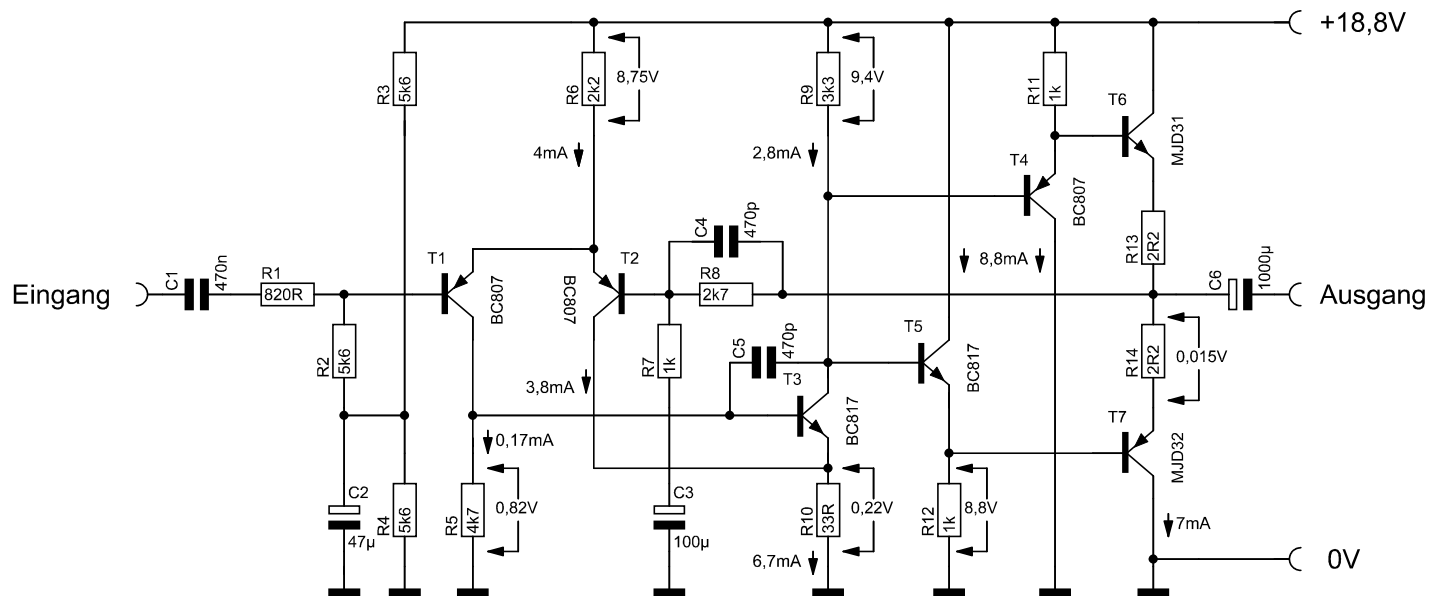 +18,8V
R3 5k6
R6 2k2
8,75V
R9 3k3
9,4V
R11 1k
T6
MJD31
4mA
2,8mA
T4
BC807
C4 470p
R13 2R2
8,8mA
C1 470n
R1
820R
T1
BC807
BC807
T2
R8
2k7
C6 1000µ
Eingang
Ausgang
R2 5k6
R7 1k
C5 470p
T5
BC817
R14 2R2
0,015V
3,8mA
T3
BC817
T7
MJD32
0,17mA
C2
47µ
R4 5k6
R5 4k7
0,82V
C3
100µ
R10 33R
0,22V
R12 1k
8,8V
7mA
6,7mA
0V